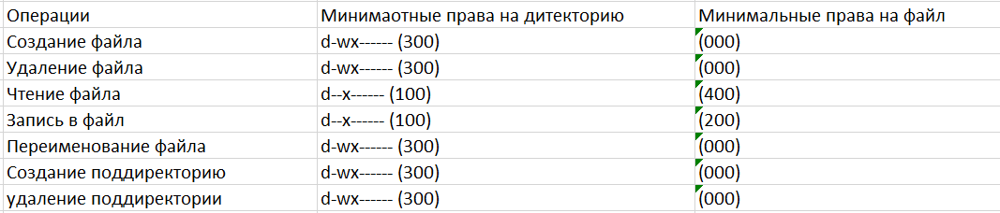 Операции Минимаотные права на дитекторию Минимальные права на файл
Создание файла d-wx------ (300) (000)
Удаление файла d-wx------ (300) (000)
Чтение файла d--x------ (100) (400)
Запись в файл d--x------ (100) (200)
Переименование файла d-wx------ (300) (000)
Создание поддиректорию d-wx------ (300) (000)
удаление поддиректории d-wx------ (300) (000)